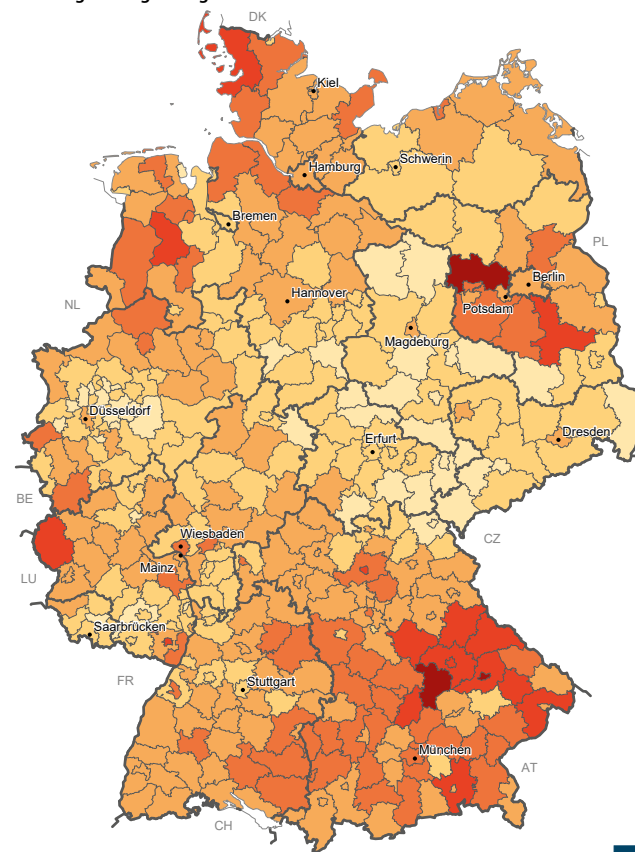 DK
Kiel
Schwerin
Hamburg
Bremen
PL
Berlin
NL
Hannover
Potsdam
Magdeburg
Düsseldorf
Erfurt
Dresden
BE
Wiesbaden
CZ
Mainz
LU
Saarbrücken
FR
Stuttgart
München
AT
CH